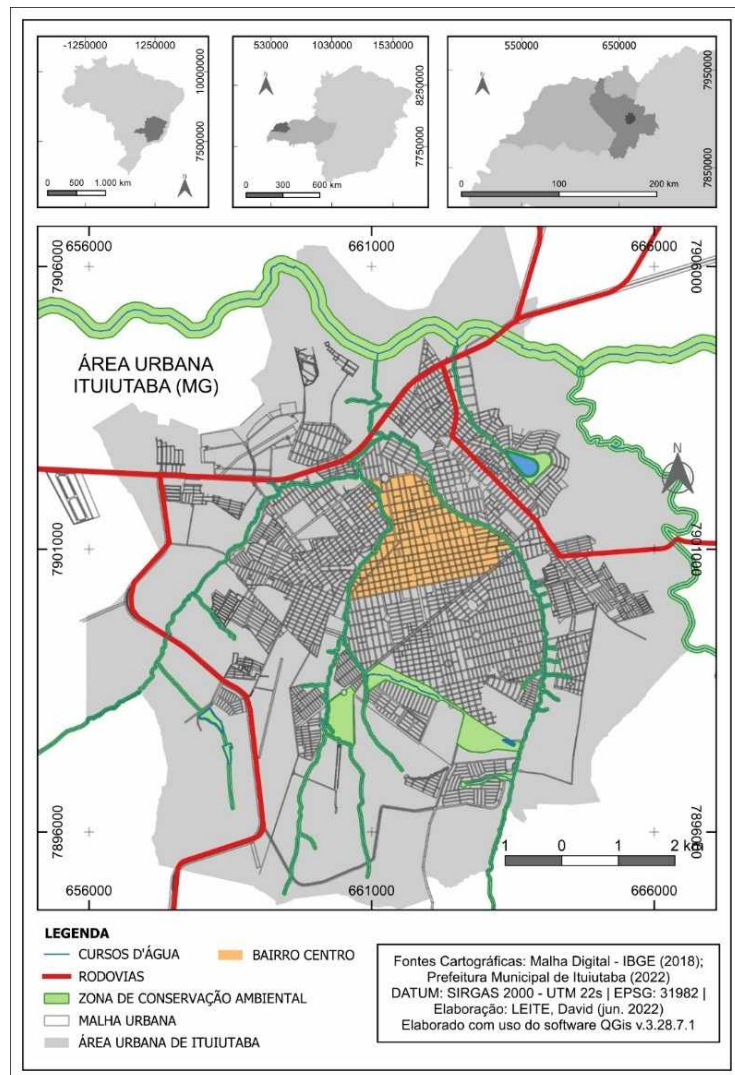 -1250000 1250000
10000000
7500000
N
0 500 1.000 km
530000 1030000 1530000
8250000
7750000
N
0 300 600 km
550000 650000
7950000
7850000
N
0 100 200 km
656000 661000 666000
7906000 7906000
ÁREA URBANA
ITUIUTABA (MG)
N
7901000 7901000
7896000 7896000
1 0 1 2 km
656000 661000 666000
LEGENDA
CURSOS D'ÁGUA
BAIRRO CENTRO
RODOVIAS
ZONA DE CONSERVAÇÃO AMBIENTAL
MALHA URBANA
ÁREA URBANA DE ITUIUTABA
Fontes Cartográficas: Malha Digital - IBGE (2018);
Prefeitura Municipal de Ituiutaba (2022)
DATUM: SIRGAS 2000 - UTM 22s | EPSG: 31982 |
Elaboração: LEITE, David (jun. 2022)
Elaborado com uso do software QGis v.3.28.7.1